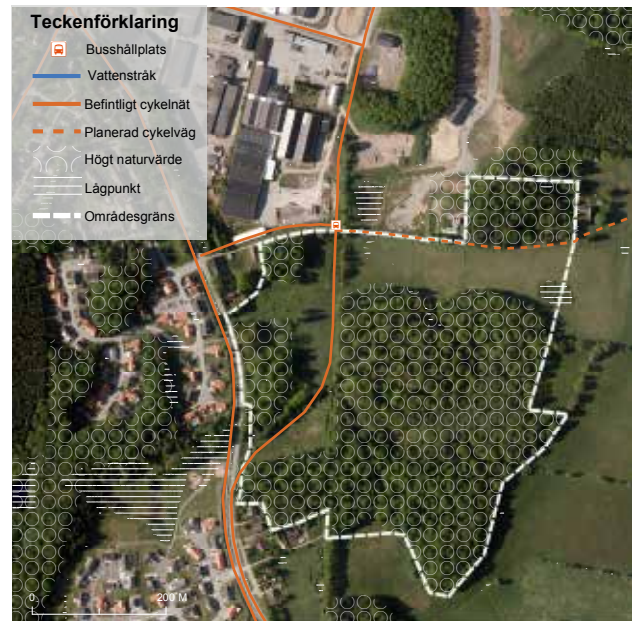 Teckenförklaring
Busshållplats
Vattenstråk
Befintligt cykelnät
Planerad cykelväg
Högt naturvärde
Lågpunkt
Områdesgräns
0 200 M